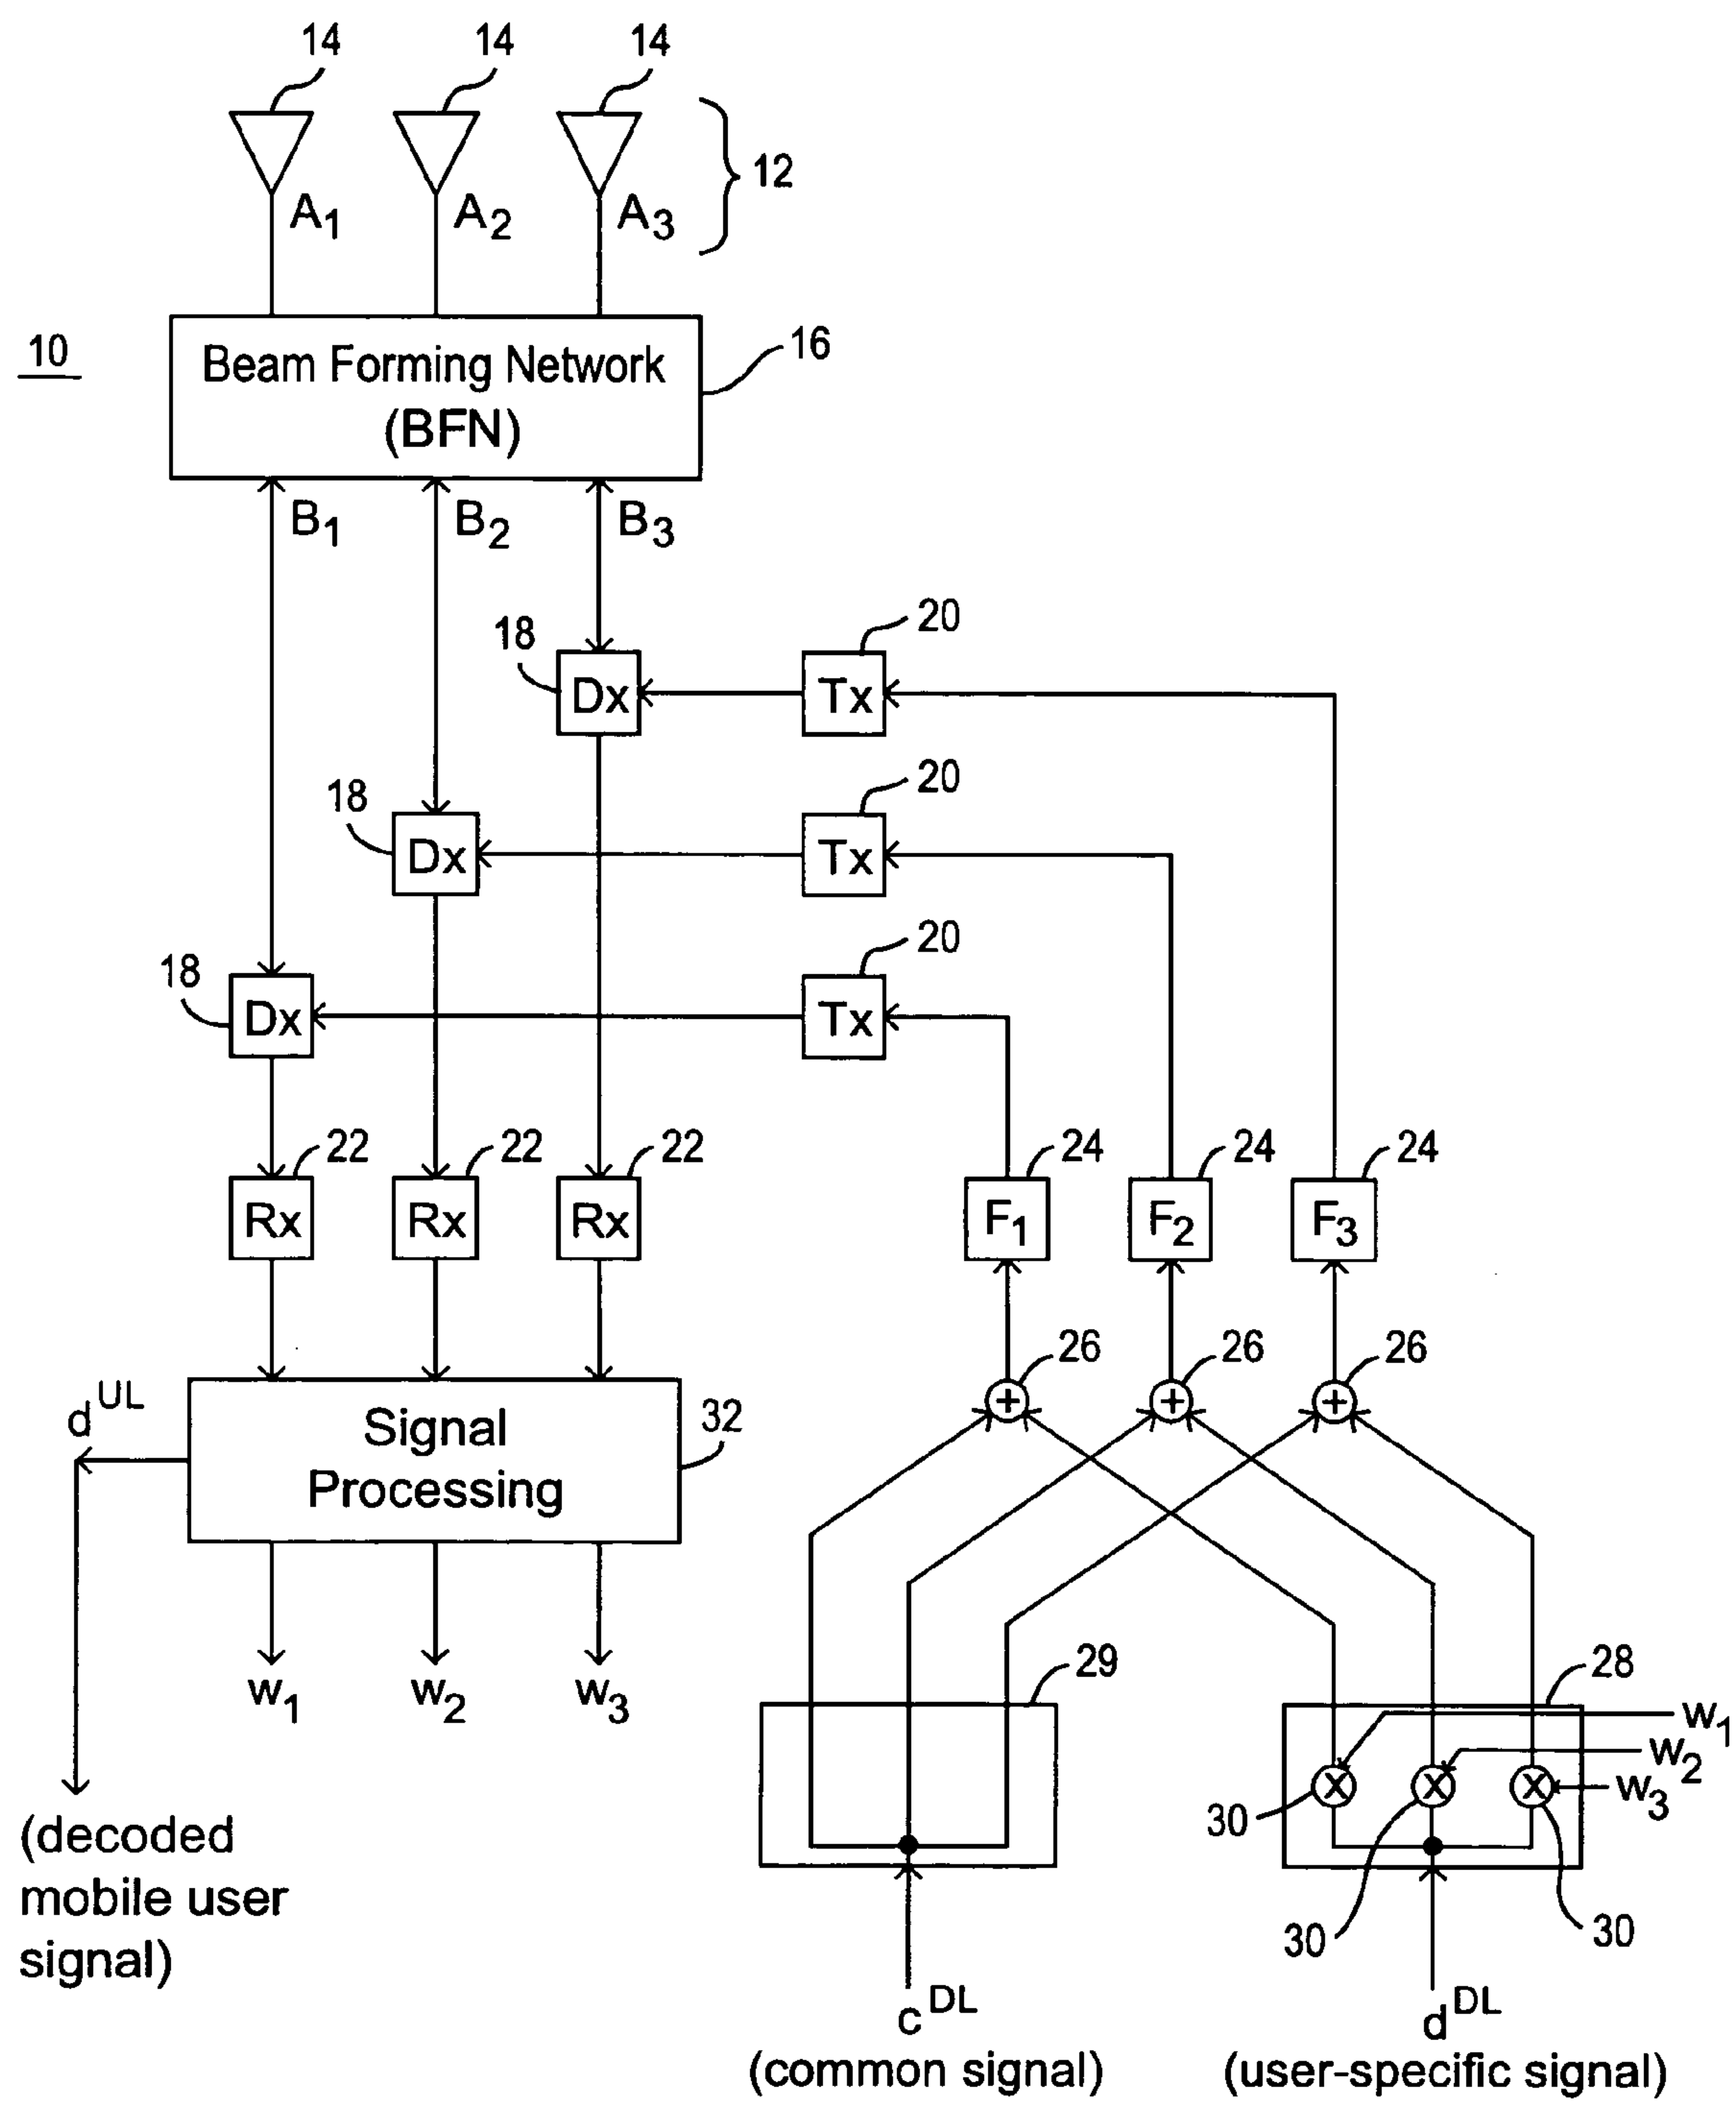 14 14 14
12
A1 A2 A3
10
Beam Forming Network
(BFN)
16
B1 B2 B3
18 Dx Tx 20
18 Dx Tx 20
18 Dx Tx 20
22 22 22
Rx Rx Rx
24 24 24
F1 F2 F3
26 26 26
+ + +
d^UL
Signal
Processing
32
w1 w2 w3
29
28
w1
w2
w3
X X X
30
30
30
(decoded
mobile user
signal)
c^DL
(common signal)
d^DL
(user-specific signal)